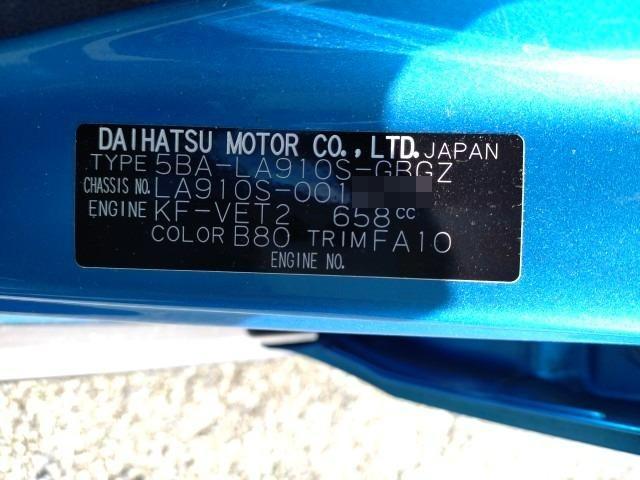 DAIHATSU MOTOR CO., LTD. JAPAN
TYPE 5BA-LA910S-GBGZ
CHASSIS NO. LA910S-001
ENGINE KF-VET2 658cc
COLOR B80 TRIM FA10
ENGINE NO.